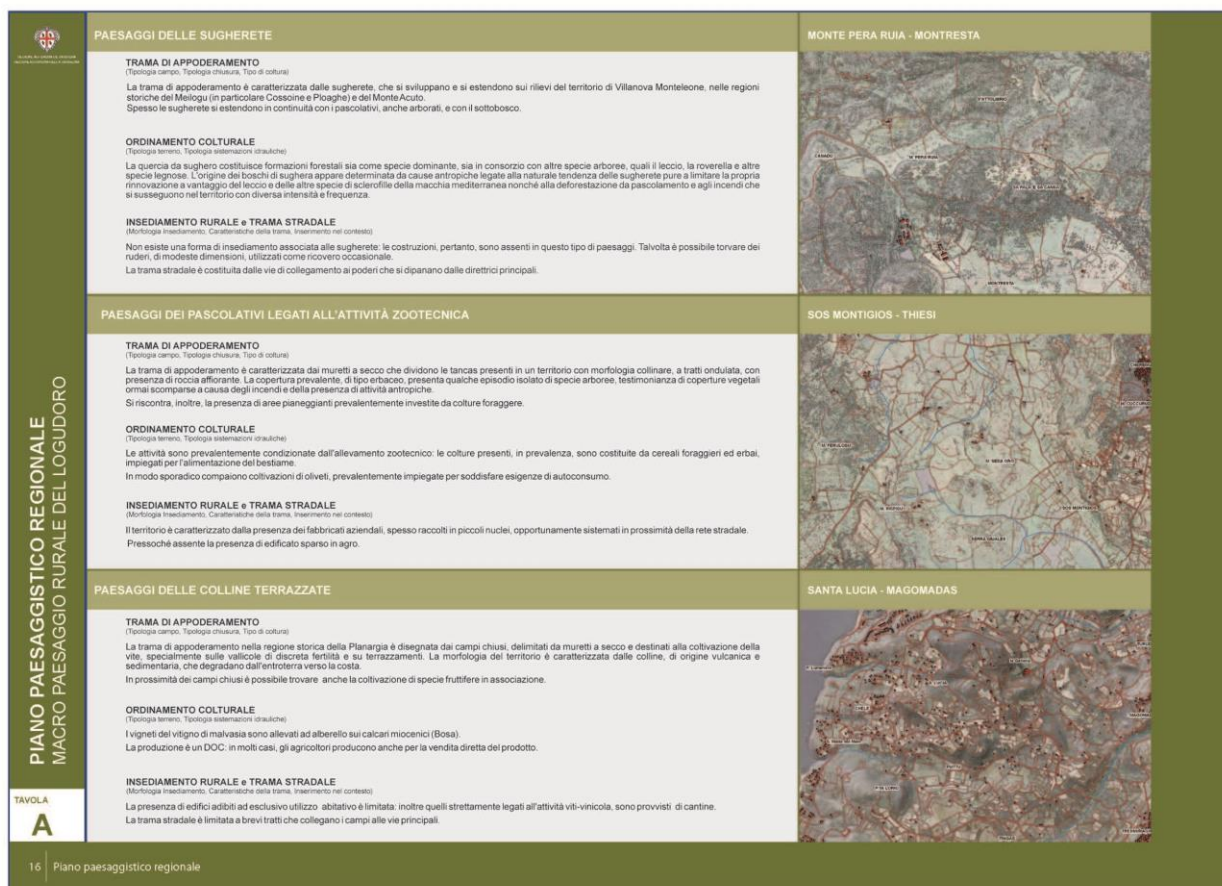 PAESAGGI DELLE SUGHERETE
TRAMA DI APPODERAMENTO
(Tipologia campo, Tipologia chiusura, Tipo di coltura)
La trama di appoderamento è caratterizzata dalle sugherete, che si sviluppano e si estendono sui rilievi del territorio di Villanova Monteleone, nelle regioni
storiche del Meilogu (in particolare Cossoine e Ploaghe) e del Monte Acuto.
Spesso le sugherete si estendono in continuità con i pascolativi, anche arborati, e con il sottobosco.
ORDINAMENTO COLTURALE
(Tipologia terreno, Tipologia sistemazioni idrauliche)
La quercia da sughero costituisce formazioni forestali sia come specie dominante, sia in consorzio con altre specie arboree, quali il leccio, la roverella e altre
specie legnose. L'origine dei boschi di sughera appare determinata da cause antropiche legate alla naturale tendenza delle sugherete pure a limitare la propria
rinnovazione a vantaggio del leccio e delle altre specie di sclerofille della macchia mediterranea nonché alla deforestazione da pascolamento e agli incendi che
si susseguono nel territorio con diversa intensità e frequenza.
INSEDIAMENTO RURALE e TRAMA STRADALE
(Morfologia Insediamento, Caratteristiche della trama, Inserimento nel contesto)
Non esiste una forma di insediamento associata alle sugherete: le costruzioni, pertanto, sono assenti in questo tipo di paesaggi. Talvolta è possibile torvare dei
ruderi, di modeste dimensioni, utilizzati come ricovero occasionale.
La trama stradale è costituita dalle vie di collegamento ai poderi che si dipanano dalle direttrici principali.
MONTE PERA RUIA - MONTRESTA
MONTRESTA
PAESAGGI DEI PASCOLATIVI LEGATI ALL'ATTIVITÀ ZOOTECNICA
TRAMA DI APPODERAMENTO
(Tipologia campo, Tipologia chiusura, Tipo di coltura)
La trama di appoderamento è caratterizzata dai muretti a secco che dividono le tancas presenti in un territorio con morfologia collinare, a tratti ondulata, con
presenza di roccia affiorante. La copertura prevalente, di tipo erbaceo, presenta qualche episodio isolato di specie arboree, testimonianza di coperture vegetali
ormai scomparse a causa degli incendi e della presenza di attività antropiche.
Si riscontra, inoltre, la presenza di aree pianeggianti prevalentemente investite da colture foraggere.
ORDINAMENTO COLTURALE
(Tipologia terreno, Tipologia sistemazioni idrauliche)
Le attività sono prevalentemente condizionate dall'allevamento zootecnico: le colture presenti, in prevalenza, sono costituite da cereali foraggieri ed erbai,
impiegati per l'alimentazione del bestiame.
In modo sporadico compaiono coltivazioni di oliveti, prevalentemente impiegate per soddisfare esigenze di autoconsumo.
INSEDIAMENTO RURALE e TRAMA STRADALE
(Morfologia Insediamento, Caratteristiche della trama, Inserimento nel contesto)
Il territorio è caratterizzato dalla presenza dei fabbricati aziendali, spesso raccolti in piccoli nuclei, opportunamente sistemati in prossimità della rete stradale.
Pressoché assente la presenza di edificato sparso in agro.
SOS MONTIGIOS - THIESI
PAESAGGI DELLE COLLINE TERRAZZATE
TRAMA DI APPODERAMENTO
(Tipologia campo, Tipologia chiusura, Tipo di coltura)
La trama di appoderamento nella regione storica della Planargia è disegnata dai campi chiusi, delimitati da muretti a secco e destinati alla coltivazione della
vite, specialmente sulle vallicole di discreta fertilità e su terrazzamenti. La morfologia del territorio è caratterizzata dalle colline, di origine vulcanica e
sedimentaria, che degradano dall'entroterra verso la costa.
In prossimità dei campi chiusi è possibile trovare anche la coltivazione di specie fruttifere in associazione.
ORDINAMENTO COLTURALE
(Tipologia terreno, Tipologia sistemazioni idrauliche)
I vigneti del vitigno di malvasia sono allevati ad alberello sui calcari miocenici (Bosa).
La produzione è un DOC: in molti casi, gli agricoltori producono anche per la vendita diretta del prodotto.
INSEDIAMENTO RURALE e TRAMA STRADALE
(Morfologia Insediamento, Caratteristiche della trama, Inserimento nel contesto)
La presenza di edifici adibiti ad esclusivo utilizzo abitativo è limitata: inoltre quelli strettamente legati all'attività viti-vinicola, sono provvisti di cantine.
La trama stradale è limitata a brevi tratti che collegano i campi alle vie principali.
SANTA LUCIA - MAGOMADAS
PIANO PAESAGGISTICO REGIONALE
MACRO PAESAGGIO RURALE DEL LOGUDORO
TAVOLA
A
16 Piano paesaggistico regionale